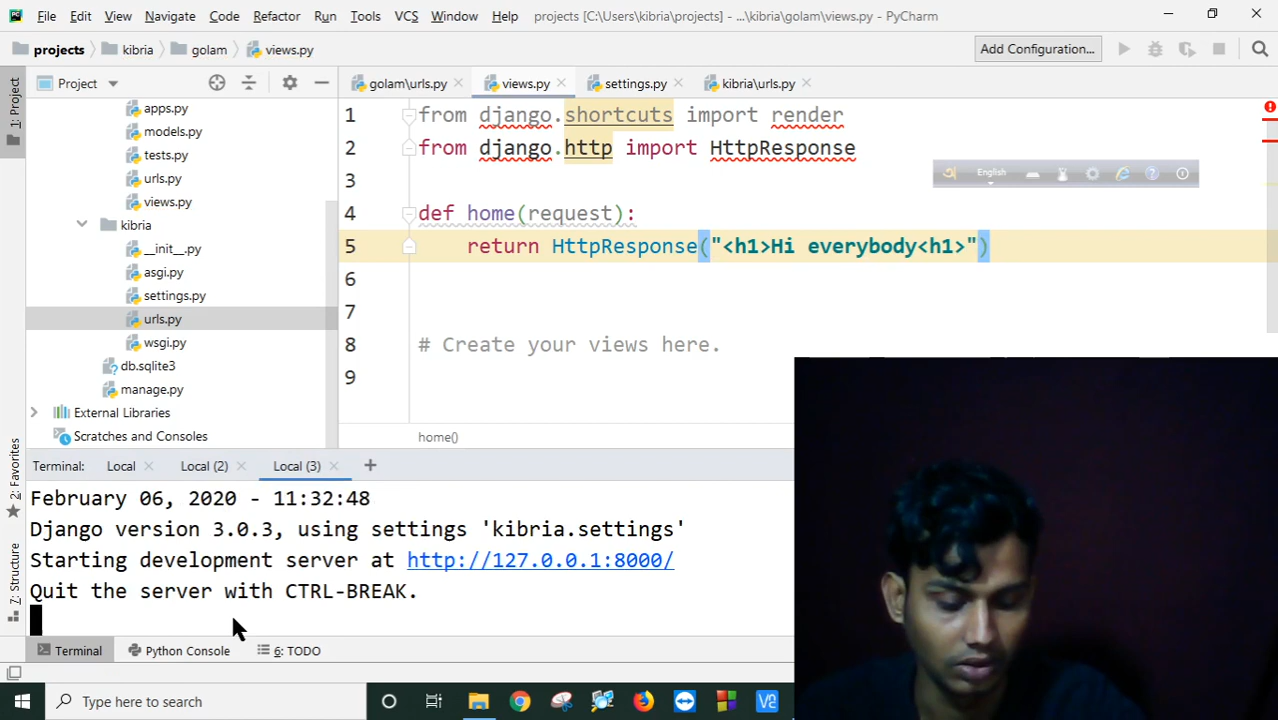 File Edit View Navigate Code Refactor Run Tools VCS Window Help projects [C:\Users\kibria\projects] - ...\kibria\golam\views.py - PyCharm
projects kibria golam views.py Add Configuration...
1: Project
Project
golam\urls.py views.py settings.py kibria\urls.py
apps.py
models.py
tests.py
urls.py
views.py
kibria
__init__.py
asgi.py
settings.py
urls.py
wsgi.py
db.sqlite3
manage.py
External Libraries
Scratches and Consoles
1 from django.shortcuts import render
2 from django.http import HttpResponse
3
4 def home(request):
5 return HttpResponse("<h1>Hi everybody<h1>")
6
7
8 # Create your views here.
9
English
home()
2: Favorites
7: Structure
Terminal: Local Local (2) Local (3) +
February 06, 2020 - 11:32:48
Django version 3.0.3, using settings 'kibria.settings'
Starting development server at http://127.0.0.1:8000/
Quit the server with CTRL-BREAK.
Terminal Python Console 6: TODO
Type here to search